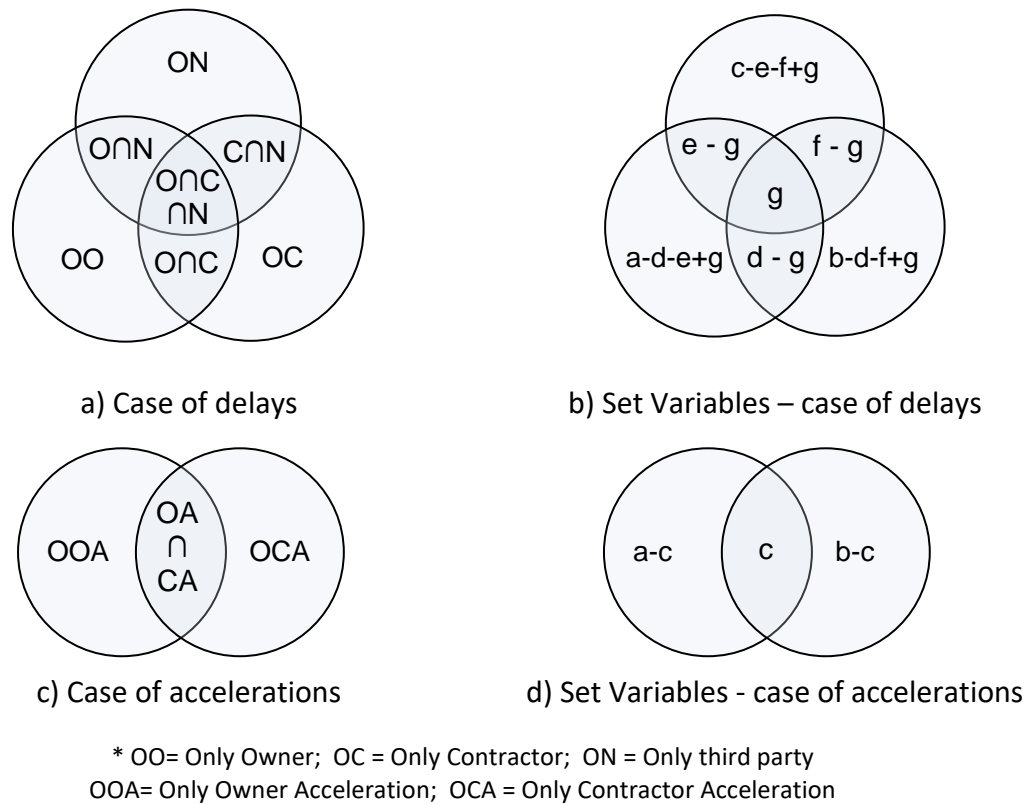 ON
O∩N
C∩N
O∩C
∩N
OO
O∩C
OC
a) Case of delays
c-e-f+g
e - g
f - g
g
a-d-e+g
d - g
b-d-f+g
b) Set Variables – case of delays
OOA
OA
∩
CA
OCA
c) Case of accelerations
a-c
c
b-c
d) Set Variables - case of accelerations
* OO= Only Owner; OC = Only Contractor; ON = Only third party
OOA= Only Owner Acceleration; OCA = Only Contractor Acceleration